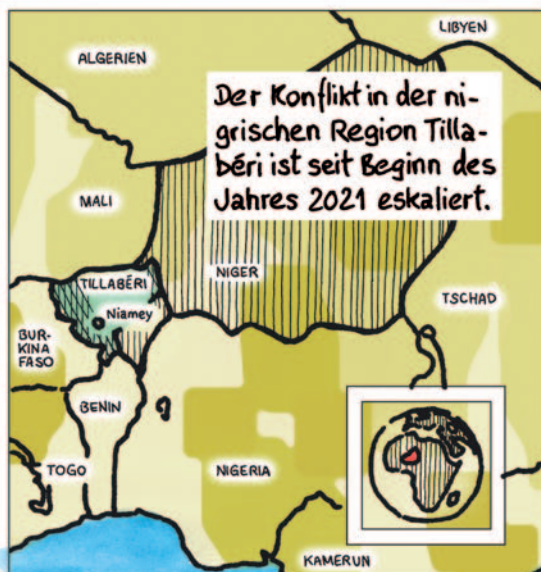 LIBYEN
ALGERIEN
Der Konflikt in der ni-
grischen Region Tilla-
béri ist seit Beginn des
Jahres 2021 eskaliert.
MALI
NIGER
TILLABÉRI
TSCHAD
Niamey
BUR-
KINA
FASO
BENIN
TOGO
NIGERIA
KAMERUN